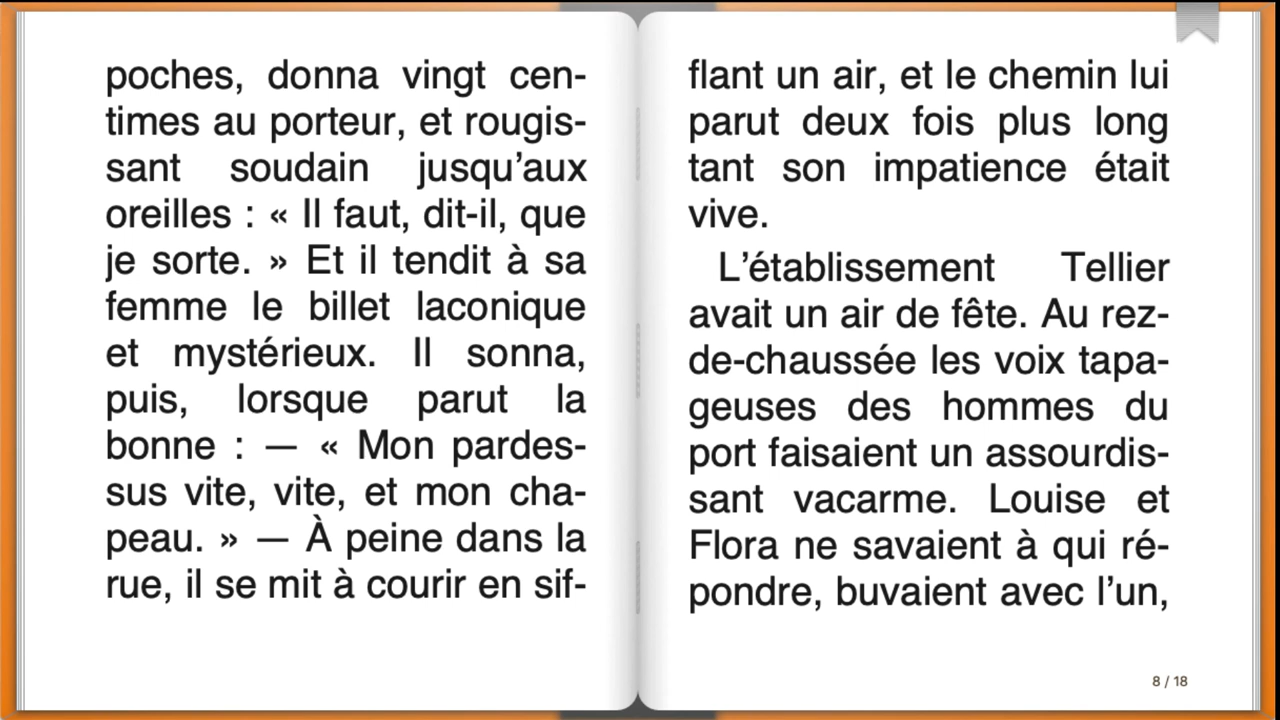 poches, donna vingt cen-
times au porteur, et rougis-
sant soudain jusqu’aux
oreilles : « Il faut, dit-il, que
je sorte. » Et il tendit à sa
femme le billet laconique
et mystérieux. Il sonna,
puis, lorsque parut la
bonne : — « Mon pardes-
sus vite, vite, et mon cha-
peau. » — À peine dans la
rue, il se mit à courir en sif-
flant un air, et le chemin lui
parut deux fois plus long
tant son impatience était
vive.
L’établissement Tellier
avait un air de fête. Au rez-
de-chaussée les voix tapa-
geuses des hommes du
port faisaient un assourdis-
sant vacarme. Louise et
Flora ne savaient à qui ré-
pondre, buvaient avec l’un,
8 / 18